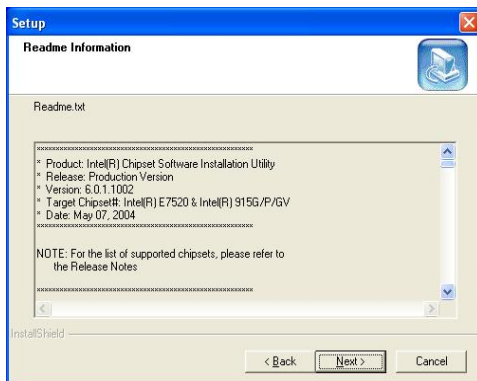 Setup
Readme Information
Readme.txt
******************************************************
* Product: Intel(R) Chipset Software Installation Utility
* Release: Production Version
* Version: 6.0.1.1002
* Target Chipset#: Intel(R) E7520 & Intel(R) 915G/P/GV
* Date: May 07, 2004
******************************************************
NOTE: For the list of supported chipsets, please refer to
the Release Notes
******************************************************
InstallShield
< Back
Next >
Cancel